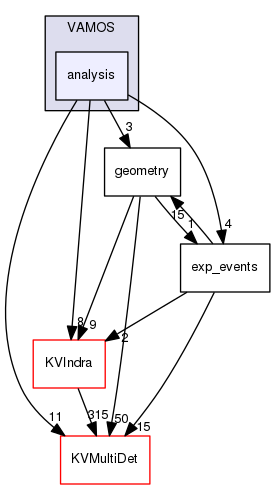 VAMOS
analysis
3
geometry
15
1
4
exp_events
8
9
2
KVIndra
11
315
50
15
KVMultiDet